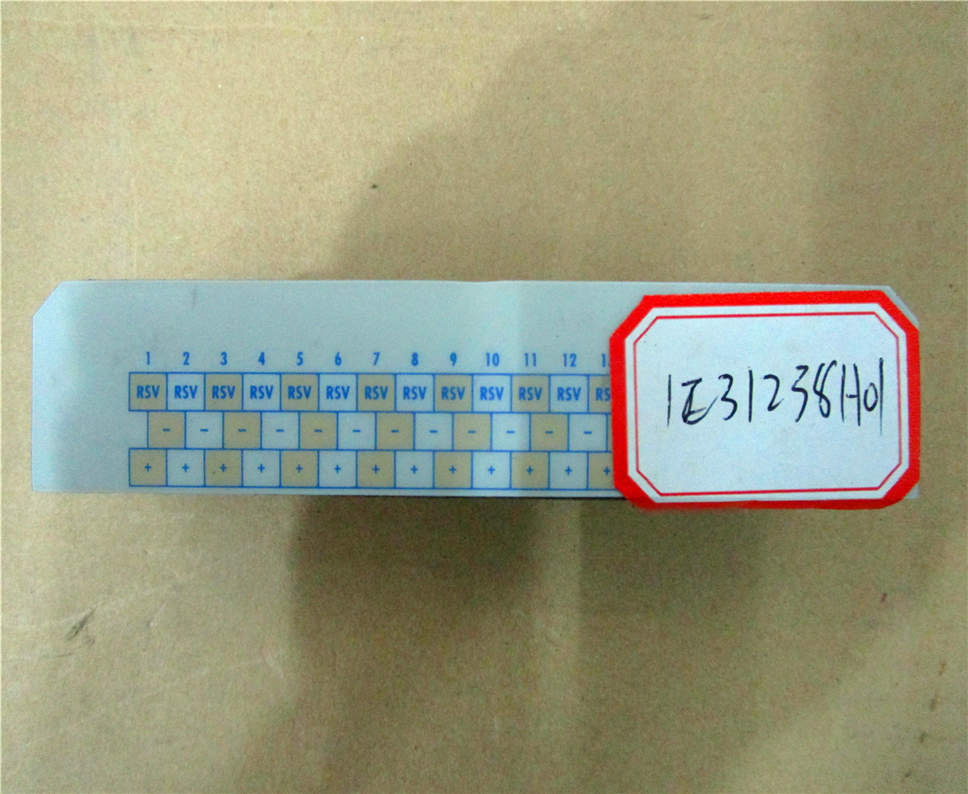 1 2 3 4 5 6 7 8 9 10 11 12
RSV RSV RSV RSV RSV RSV RSV RSV RSV RSV RSV RSV RS
- - - - - - - - - - - -
+ + + + + + + + + + + + +
1E31238H01